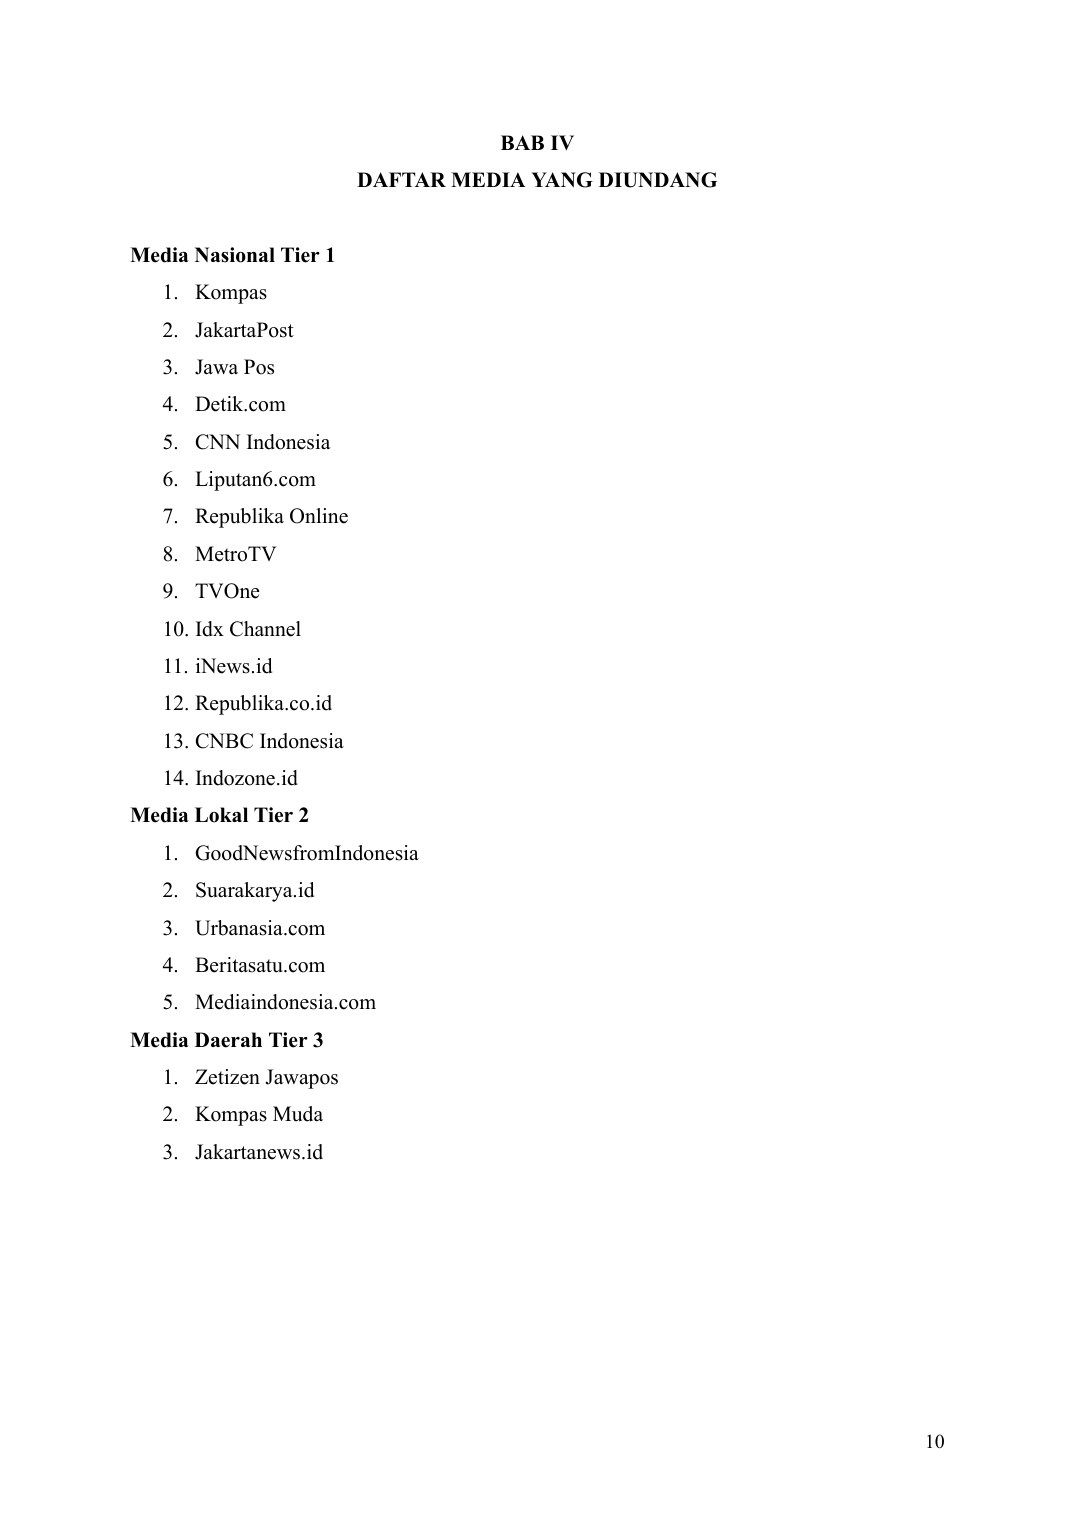 BAB IV
DAFTAR MEDIA YANG DIUNDANG
Media Nasional Tier 1
1. Kompas
2. JakartaPost
3. Jawa Pos
4. Detik.com
5. CNN Indonesia
6. Liputan6.com
7. Republika Online
8. MetroTV
9. TVOne
10. Idx Channel
11. iNews.id
12. Republika.co.id
13. CNBC Indonesia
14. Indozone.id
Media Lokal Tier 2
1. GoodNewsfromIndonesia
2. Suarakarya.id
3. Urbanasia.com
4. Beritasatu.com
5. Mediaindonesia.com
Media Daerah Tier 3
1. Zetizen Jawapos
2. Kompas Muda
3. Jakartanews.id
10